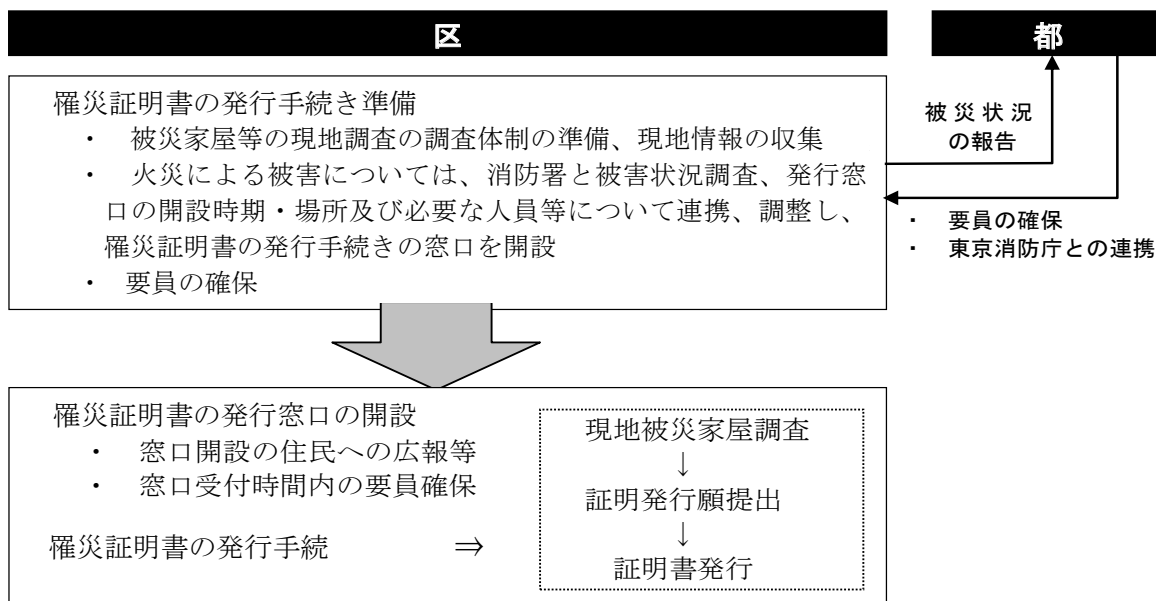 区
都
罹災証明書の発行手続き準備
・ 被災家屋等の現地調査の調査体制の準備、現地情報の収集
・ 火災による被害については、消防署と被害状況調査、発行窓
口の開設時期・場所及び必要な人員等について連携、調整し、
罹災証明書の発行手続きの窓口を開設
・ 要員の確保
被災状況
の報告
・ 要員の確保
・ 東京消防庁との連携
罹災証明書の発行窓口の開設
・ 窓口開設の住民への広報等
・ 窓口受付時間内の要員確保
罹災証明書の発行手続 ⇒
現地被災家屋調査
↓
証明発行願提出
↓
証明書発行